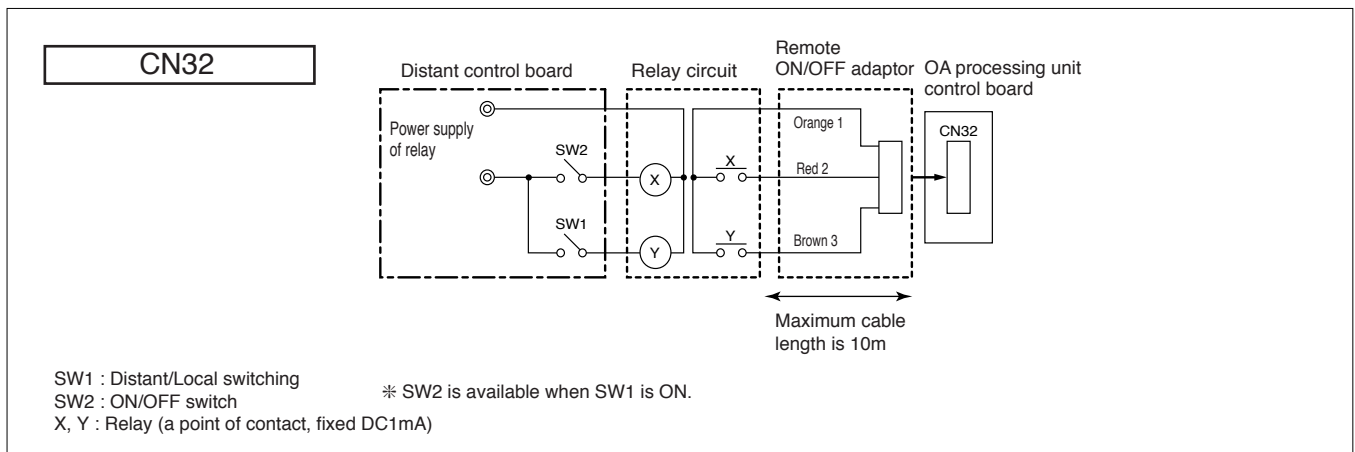 CN32
Distant control board
Relay circuit
Remote
ON/OFF adaptor
OA processing unit
control board
Power supply
of relay
SW2
SW1
X
Y
X
Y
Orange 1
Red 2
Brown 3
CN32
Maximum cable
length is 10m
SW1 : Distant/Local switching
SW2 : ON/OFF switch
X, Y : Relay (a point of contact, fixed DC1mA)
❈ SW2 is available when SW1 is ON.